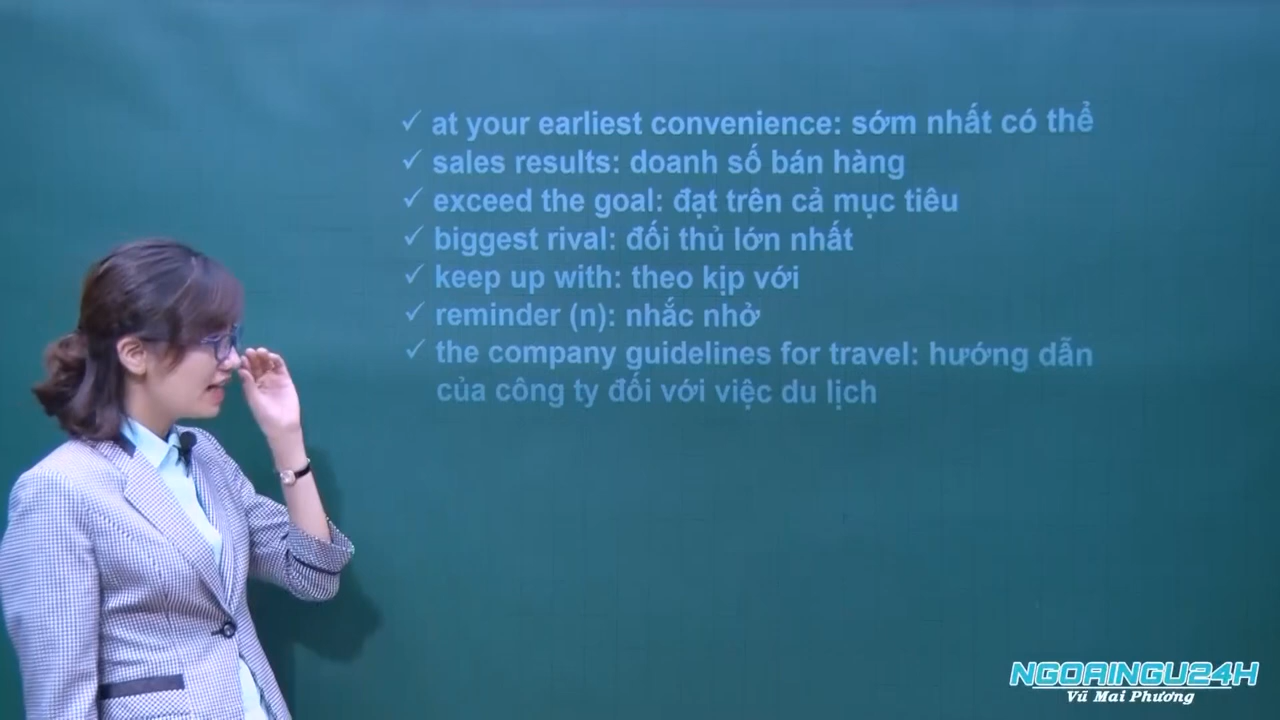 ✓ at your earliest convenience: sớm nhất có thể
✓ sales results: doanh số bán hàng
✓ exceed the goal: đạt trên cả mục tiêu
✓ biggest rival: đối thủ lớn nhất
✓ keep up with: theo kịp với
✓ reminder (n): nhắc nhở
✓ the company guidelines for travel: hướng dẫn
của công ty đối với việc du lịch
NGOAINGU24H
Vũ Mai Phương